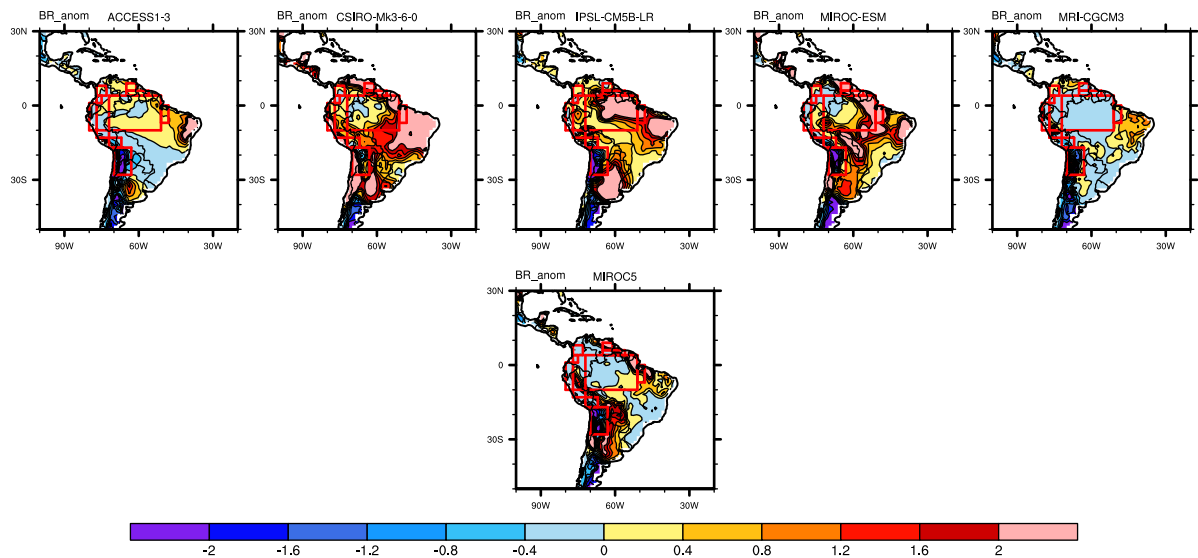 BR_anom ACCESS1-3
BR_anom CSIRO-Mk3-6-0
BR_anom IPSL-CM5B-LR
BR_anom MIROC-ESM
BR_anom MRI-CGCM3
30N
0
30S
90W 60W 30W
30N
0
30S
90W 60W 30W
30N
0
30S
90W 60W 30W
30N
0
30S
90W 60W 30W
30N
0
30S
90W 60W 30W
BR_anom MIROC5
30N
0
30S
90W 60W 30W
-2 -1.6 -1.2 -0.8 -0.4 0 0.4 0.8 1.2 1.6 2